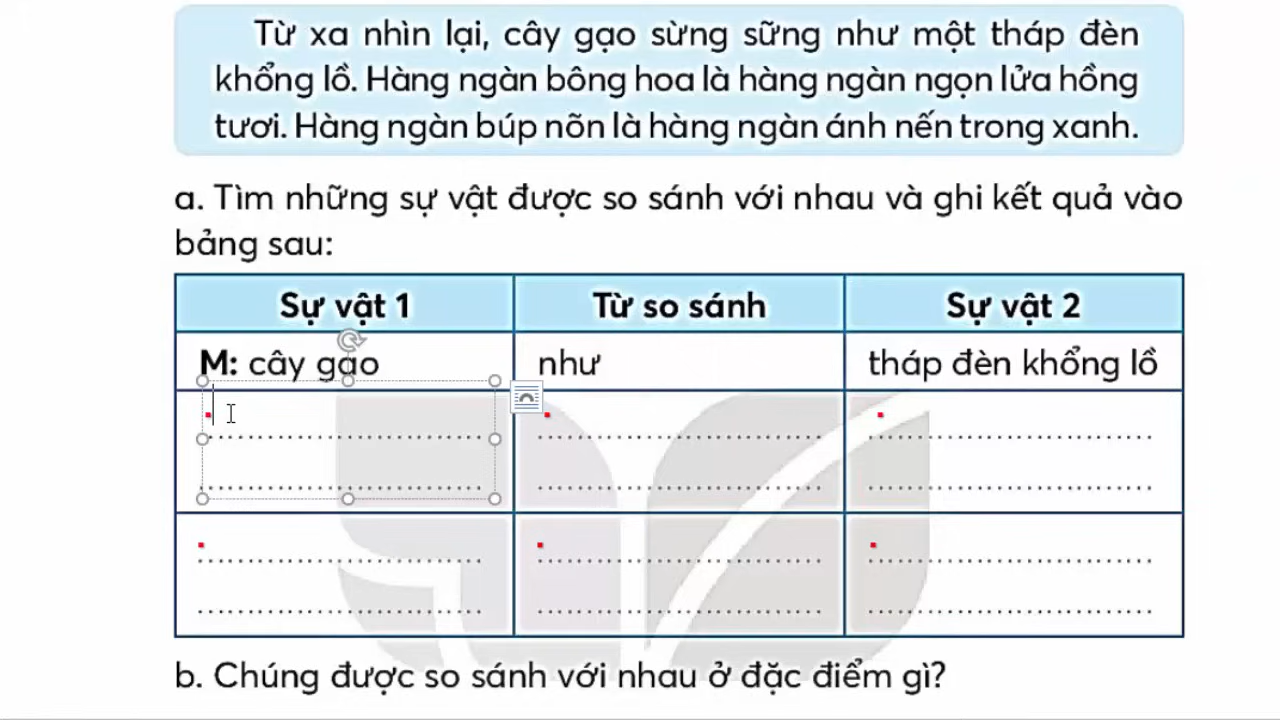 Từ xa nhìn lại, cây gạo sừng sững như một tháp đèn
khổng lồ. Hàng ngàn bông hoa là hàng ngàn ngọn lửa hồng
tươi. Hàng ngàn búp nõn là hàng ngàn ánh nến trong xanh.
a. Tìm những sự vật được so sánh với nhau và ghi kết quả vào
bảng sau:
Sự vật 1 Từ so sánh Sự vật 2
M: cây gạo như tháp đèn khổng lồ
b. Chúng được so sánh với nhau ở đặc điểm gì?